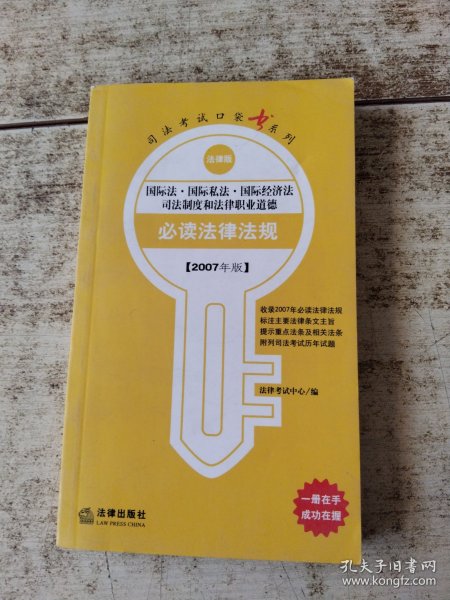 司法考试口袋书系列
法律版
国际法·国际私法·国际经济法
司法制度和法律职业道德
必读法律法规
【2007年版】
收录2007年必读法律法规
标注主要法律条文主旨
提示重点法条及相关法条
附列司法考试历年试题
法律考试中心/编
一册在手
成功在握
法律出版社
LAW PRESS CHINA
孔夫子旧书网
www.kongfz.com